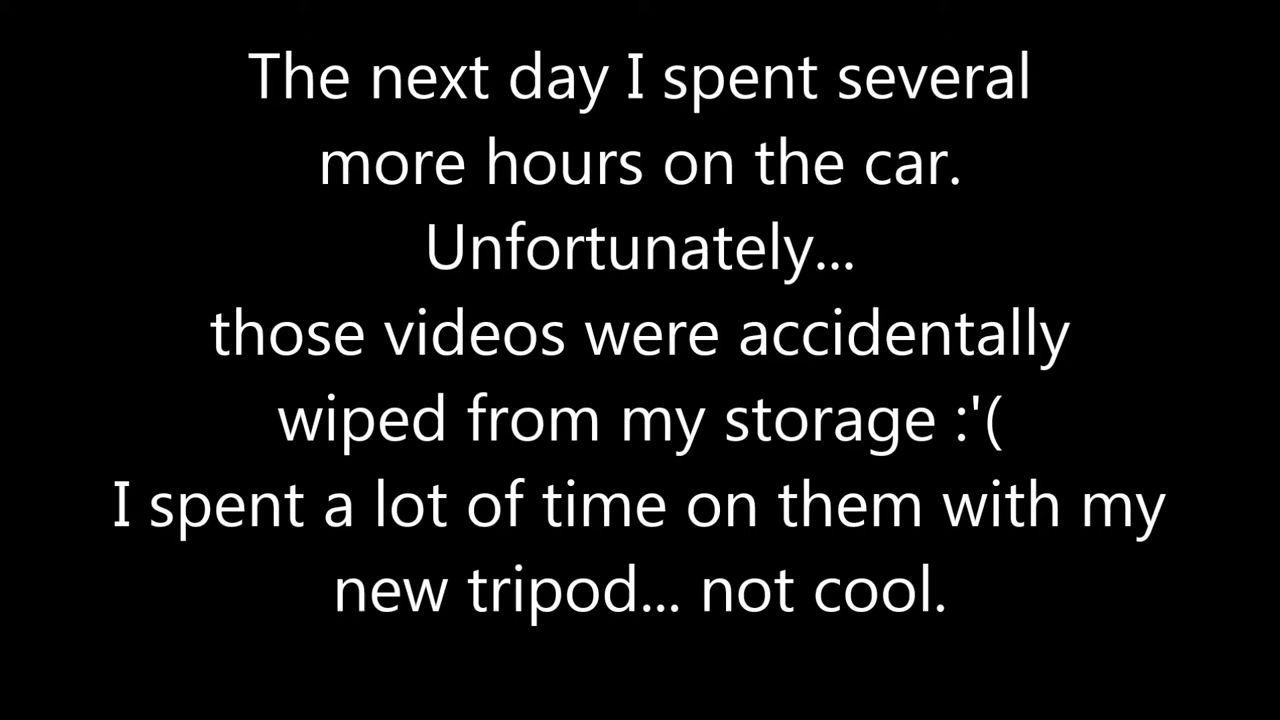 The next day I spent several
more hours on the car.
Unfortunately...
those videos were accidentally
wiped from my storage :'(
I spent a lot of time on them with my
new tripod... not cool.